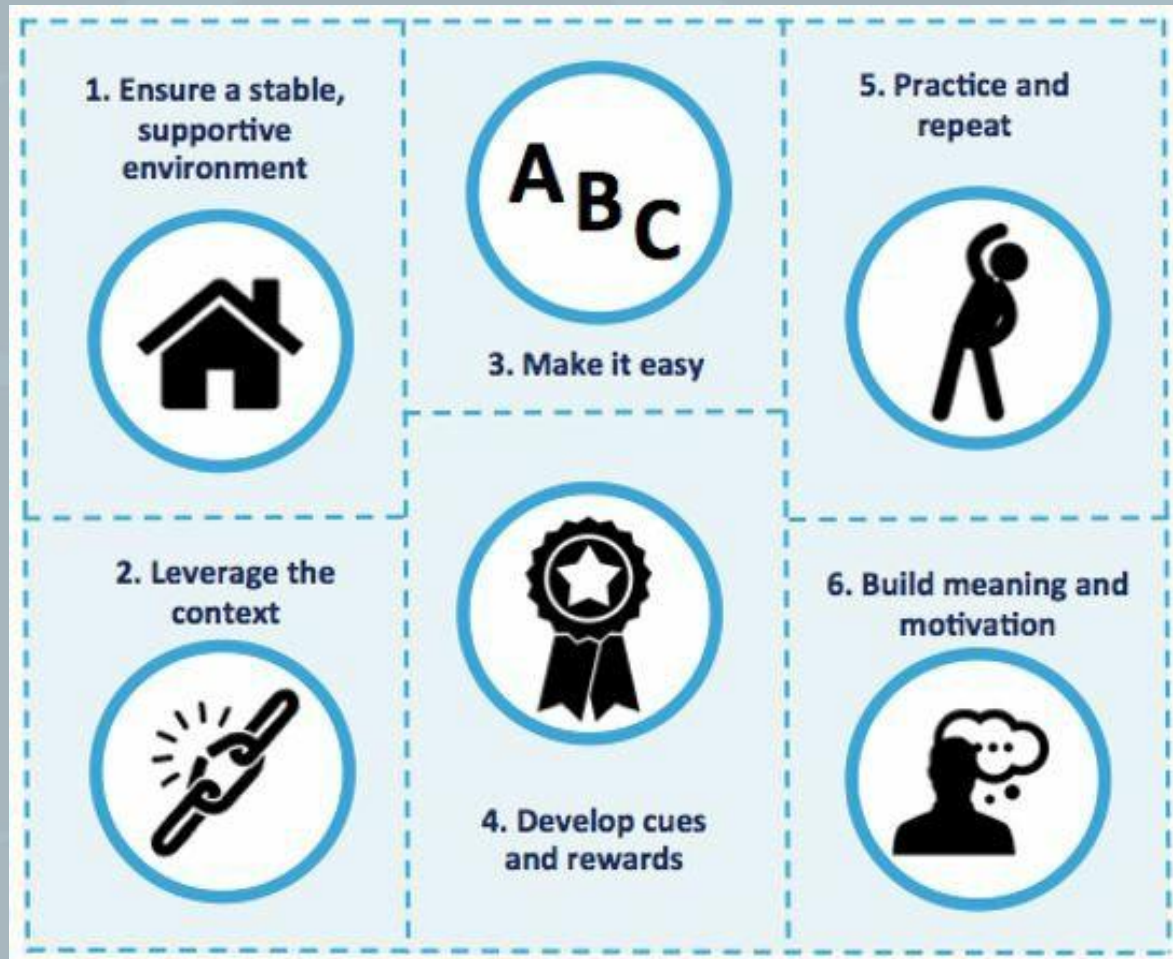 1. Ensure a stable,
supportive
environment
2. Leverage the
context
A B C
3. Make it easy
4. Develop cues
and rewards
5. Practice and
repeat
6. Build meaning and
motivation